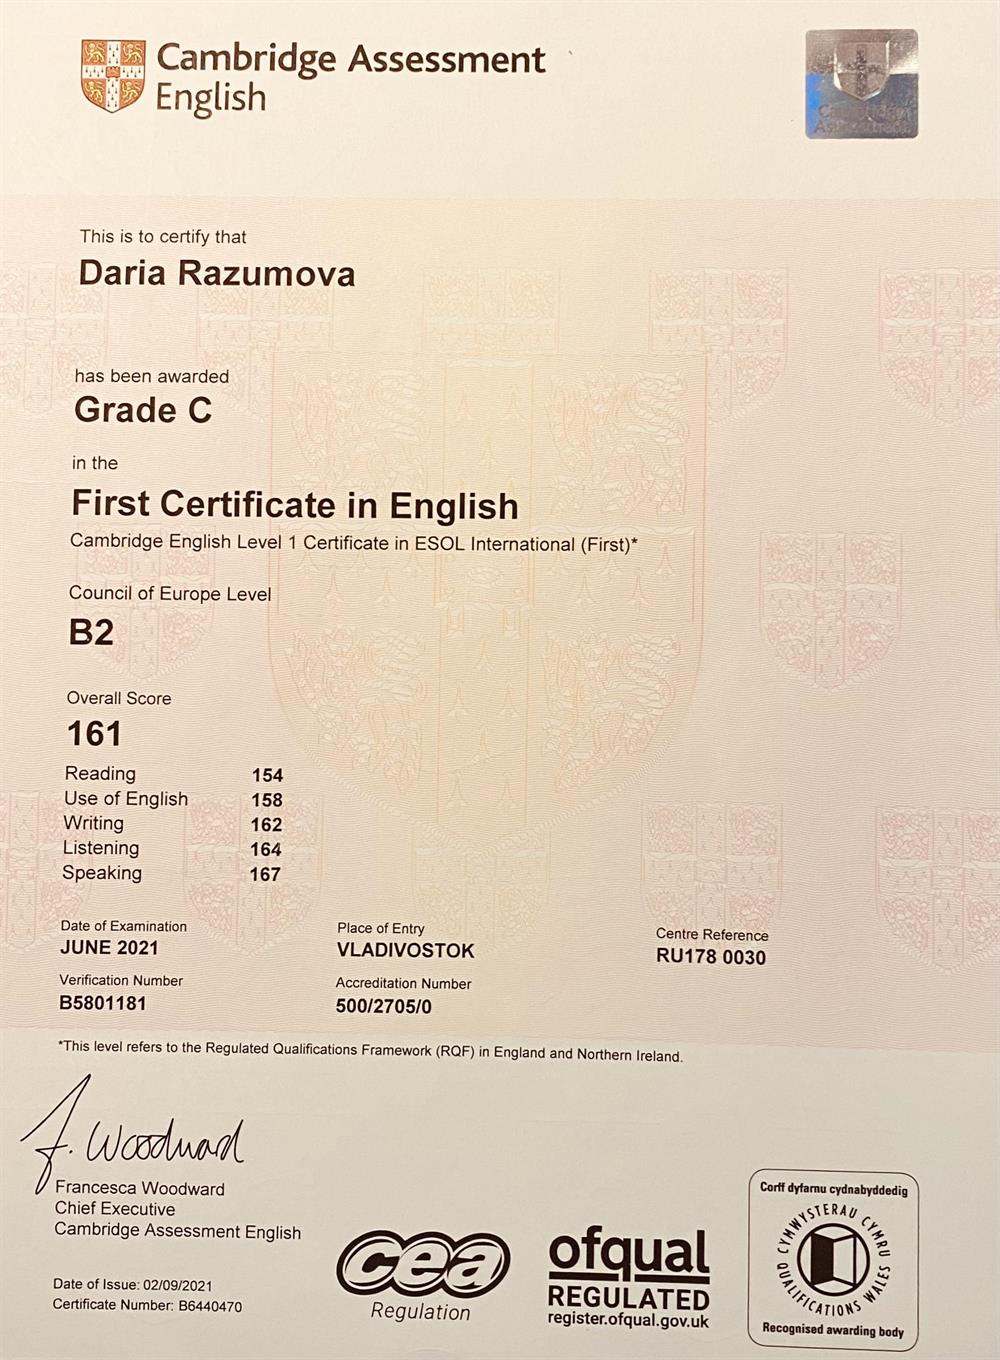 Cambridge Assessment
English
This is to certify that
Daria Razumova
has been awarded
Grade C
in the
First Certificate in English
Cambridge English Level 1 Certificate in ESOL International (First)*
Council of Europe Level
B2
Overall Score
161
Reading 154
Use of English 158
Writing 162
Listening 164
Speaking 167
Date of Examination
JUNE 2021
Place of Entry
VLADIVOSTOK
Centre Reference
RU178 0030
Verification Number
B5801181
Accreditation Number
500/2705/0
*This level refers to the Regulated Qualifications Framework (RQF) in England and Northern Ireland.
F. Woodward
Francesca Woodward
Chief Executive
Cambridge Assessment English
Date of Issue: 02/09/2021
Certificate Number: B6440470
cea
Regulation
ofqual
REGULATED
register.ofqual.gov.uk
Corff dyfarnu cydnabyddedig
CYMWYSTERAU CYMRU
QUALIFICATIONS WALES
Recognised awarding body